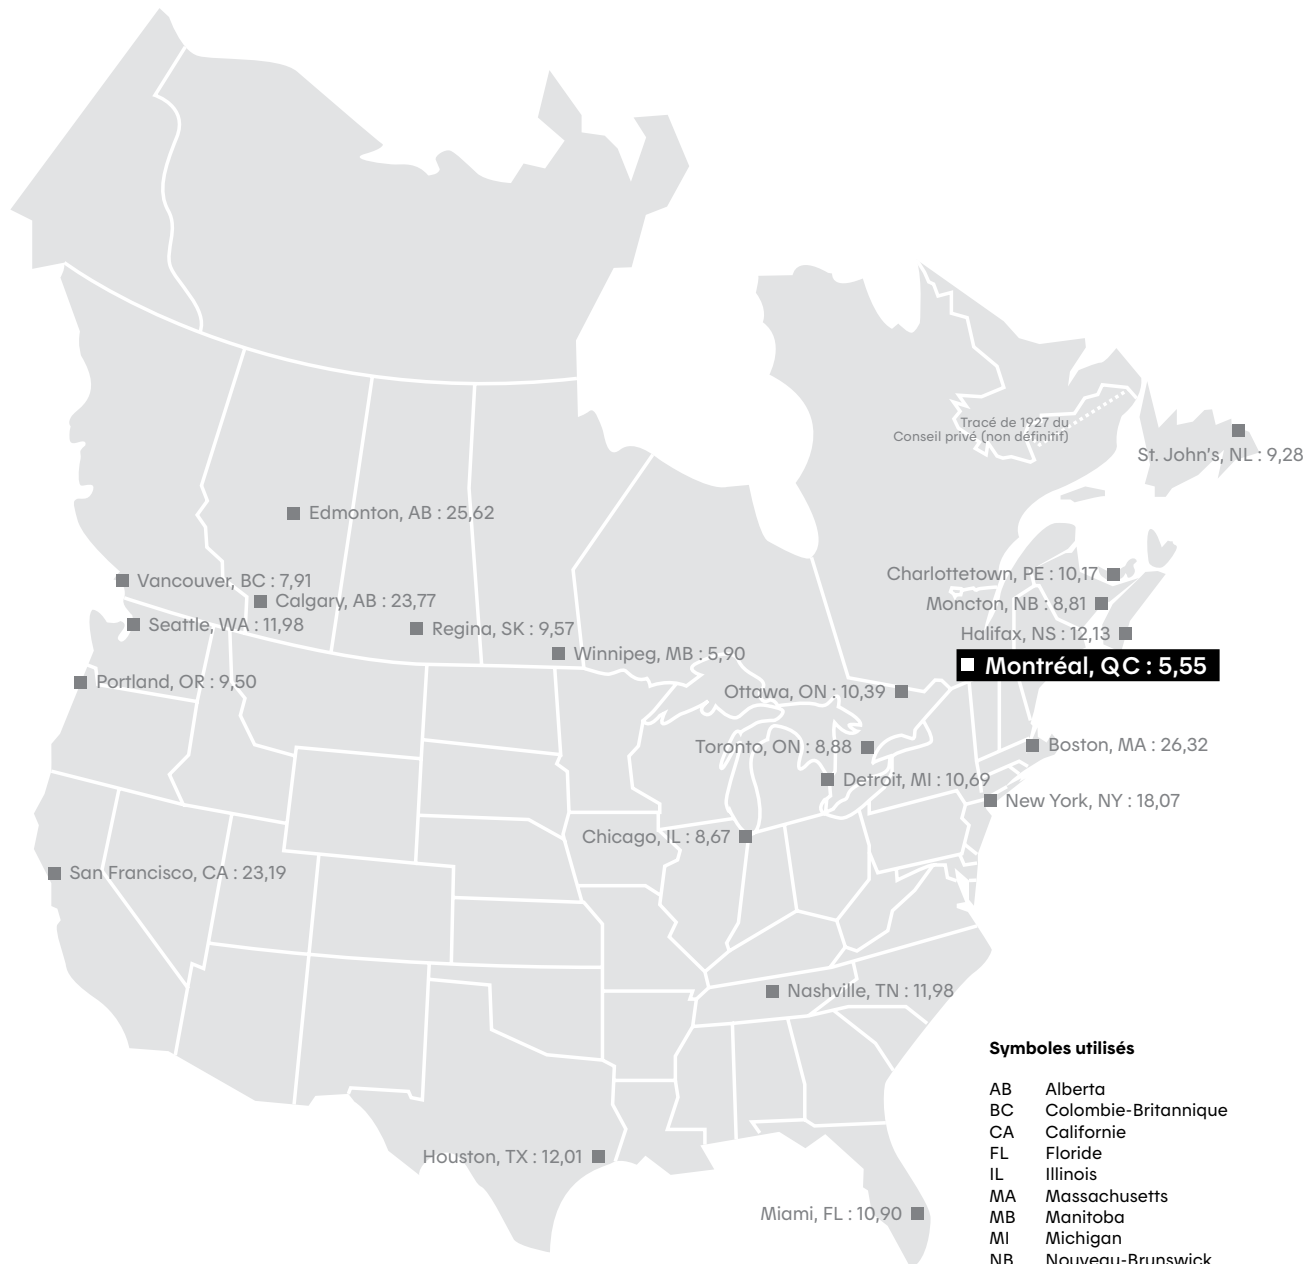 Tracé de 1927 du
Conseil privé (non définitif)
St. John's, NL : 9,28
Edmonton, AB : 25,62
Charlottetown, PE : 10,17
Vancouver, BC : 7,91
Calgary, AB : 23,77
Moncton, NB : 8,81
Seattle, WA : 11,98
Regina, SK : 9,57
Halifax, NS : 12,13
Winnipeg, MB : 5,90
Montréal, QC : 5,55
Portland, OR : 9,50
Ottawa, ON : 10,39
Toronto, ON : 8,88
Boston, MA : 26,32
Detroit, MI : 10,69
New York, NY : 18,07
Chicago, IL : 8,67
San Francisco, CA : 23,19
Nashville, TN : 11,98
Houston, TX : 12,01
Miami, FL : 10,90
Symboles utilisés
AB Alberta
BC Colombie-Britannique
CA Californie
FL Floride
IL Illinois
MA Massachusetts
MB Manitoba
MI Michigan
NB Nouveau-Brunswick